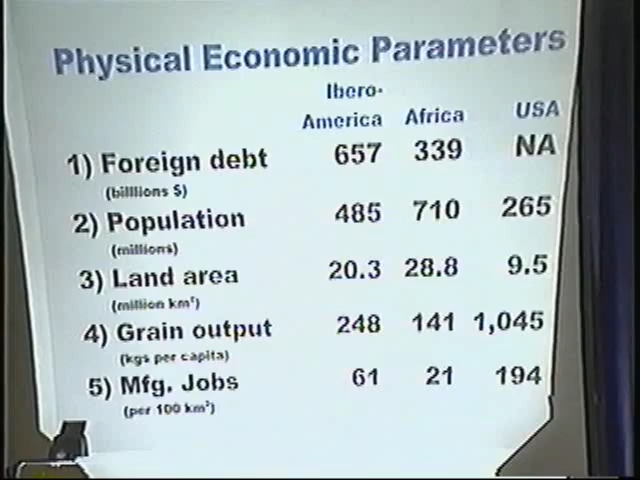 Physical Economic Parameters
Ibero-
America Africa USA
1) Foreign debt 657 339 NA
(billlions $)
2) Population 485 710 265
(millions)
3) Land area 20.3 28.8 9.5
(million km²)
4) Grain output 248 141 1,045
(kgs per capita)
5) Mfg. Jobs 61 21 194
(per 100 km²)